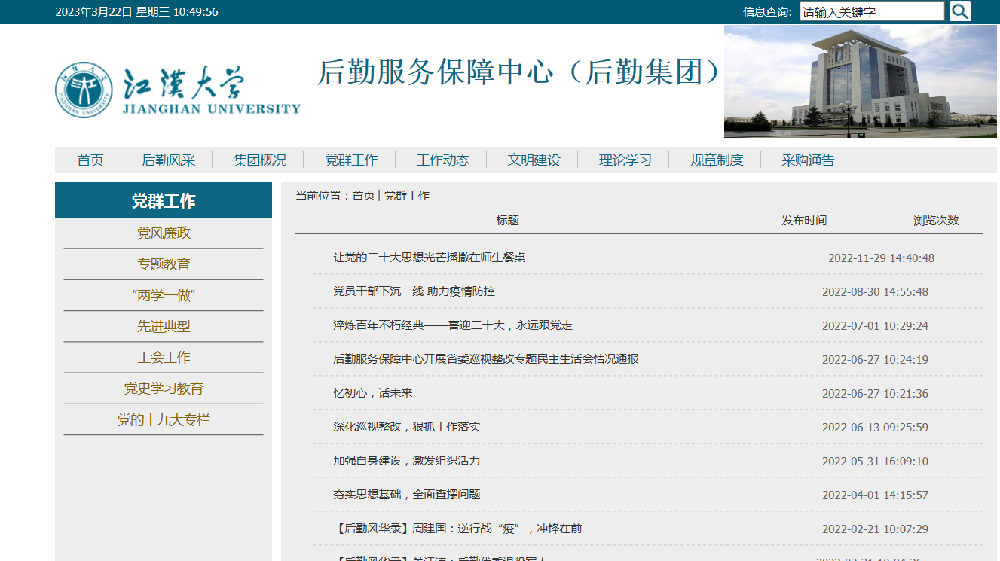 2023年3月22日 星期三 10:49:56
信息查询: 请输入关键字
江漢大学
JIANGHAN UNIVERSITY
后勤服务保障中心（后勤集团）
首页 后勤风采 集团概况 党群工作 工作动态 文明建设 理论学习 规章制度 采购通告
党群工作
党风廉政
专题教育
“两学一做”
先进典型
工会工作
党史学习教育
党的十九大专栏
当前位置：首页 | 党群工作
标题 发布时间 浏览次数
让党的二十大思想光芒播撒在师生餐桌 2022-11-29 14:40:48
党员干部下沉一线 助力疫情防控 2022-08-30 14:55:48
淬炼百年不朽经典——喜迎二十大，永远跟党走 2022-07-01 10:29:24
后勤服务保障中心开展省委巡视整改专题民主生活会情况通报 2022-06-27 10:24:19
忆初心，话未来 2022-06-27 10:21:36
深化巡视整改，狠抓工作落实 2022-06-13 09:25:59
加强自身建设，激发组织活力 2022-05-31 16:09:10
夯实思想基础，全面查摆问题 2022-04-01 14:15:57
【后勤风华录】周建国：逆行战“疫”，冲锋在前 2022-02-21 10:07:29
【后勤风华录】